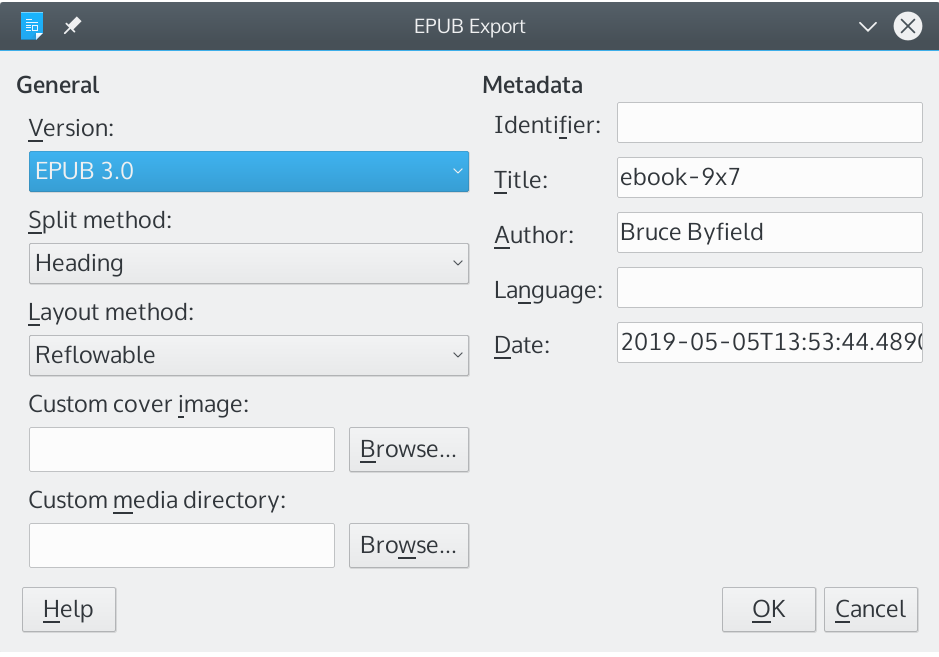 EPUB Export
General
Version:
EPUB 3.0
Split method:
Heading
Layout method:
Reflowable
Custom cover image:
Browse...
Custom media directory:
Browse...
Metadata
Identifier:
Title: ebook-9x7
Author: Bruce Byfield
Language:
Date: 2019-05-05T13:53:44.489
Help OK Cancel